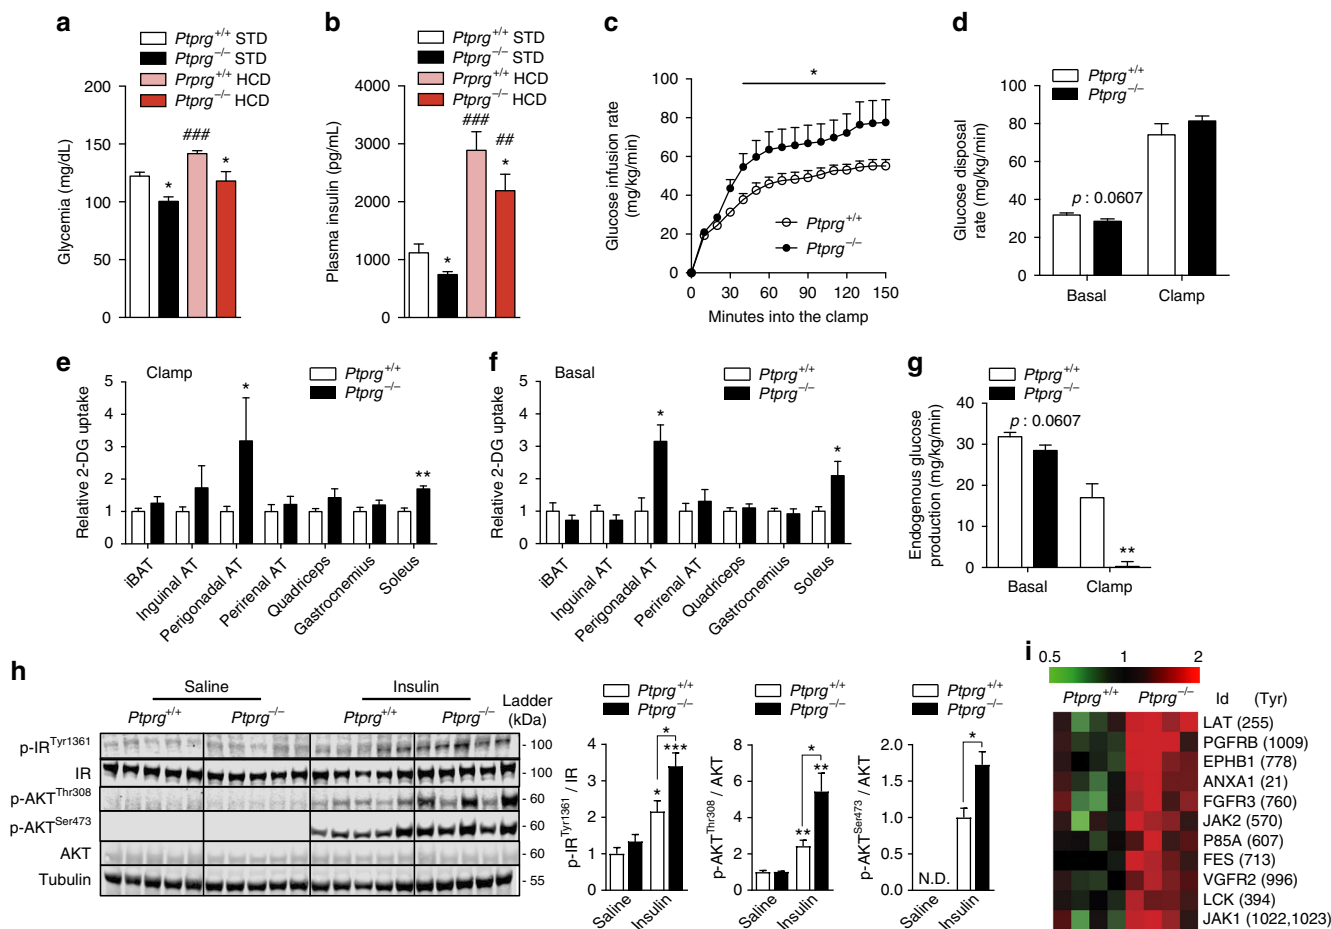 a
Ptprg+/+ STD
Ptprg−/− STD
Prprg+/+ HCD
Ptprg−/− HCD
Glycemia (mg/dL)
200
150
100
50
0
*
###
*
b
Ptprg+/+ STD
Ptprg−/− STD
Prprg+/+ HCD
Ptprg−/− HCD
Plasma insulin (pg/mL)
4000
3000
2000
1000
0
*
###
##
*
c
Glucose infusion rate
(mg/kg/min)
100
80
60
40
20
0
*
Ptprg+/+
Ptprg−/−
0 30 60 90 120 150
Minutes into the clamp
d
Ptprg+/+
Ptprg−/−
Glucose disposal
rate (mg/kg/min)
100
80
60
40
20
0
p : 0.0607
Basal Clamp
e
Clamp
Ptprg+/+
Ptprg−/−
Relative 2-DG uptake
5
4
3
2
1
0
*
**
iBAT
Inguinal AT
Perigonadal AT
Perirenal AT
Quadriceps
Gastrocnemius
Soleus
f
Basal
Ptprg+/+
Ptprg−/−
Relative 2-DG uptake
5
4
3
2
1
0
*
*
iBAT
Inguinal AT
Perigonadal AT
Perirenal AT
Quadriceps
Gastrocnemius
Soleus
g
Ptprg+/+
Ptprg−/−
Endogenous glucose
production (mg/kg/min)
40
30
20
10
0
p : 0.0607
**
Basal Clamp
h
Saline Insulin
Ptprg+/+ Ptprg−/− Ptprg+/+ Ptprg−/−
Ladder
(kDa)
p-IRTyr1361 - 100
IR - 100
p-AKTThr308 - 60
p-AKTSer473 - 60
AKT - 60
Tubulin - 55
Ptprg+/+
Ptprg−/−
p-IRTyr1361 / IR
4
3
2
1
0
*
*
***
Saline
Insulin
Ptprg+/+
Ptprg−/−
p-AKTThr308 / AKT
8
6
4
2
0
*
**
**
Saline
Insulin
Ptprg+/+
Ptprg−/−
p-AKTSer473 / AKT
2.0
1.5
1.0
0.5
0.0
*
N.D.
Saline
Insulin
i
0.5 1 2
Ptprg+/+ Ptprg−/− Id (Tyr)
LAT (255)
PGFRB (1009)
EPHB1 (778)
ANXA1 (21)
FGFR3 (760)
JAK2 (570)
P85A (607)
FES (713)
VGFR2 (996)
LCK (394)
JAK1 (1022,1023)